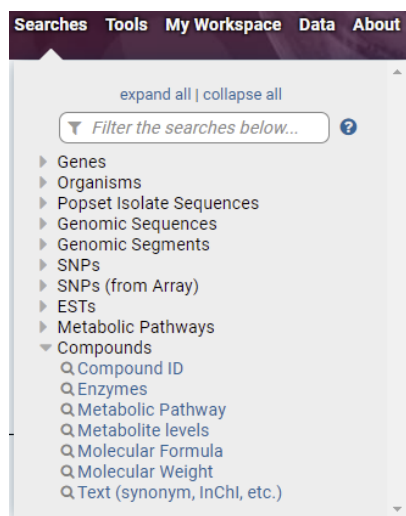 Searches Tools My Workspace Data About
expand all | collapse all
Filter the searches below...
Genes
Organisms
Popset Isolate Sequences
Genomic Sequences
Genomic Segments
SNPs
SNPs (from Array)
ESTs
Metabolic Pathways
Compounds
Compound ID
Enzymes
Metabolic Pathway
Metabolite levels
Molecular Formula
Molecular Weight
Text (synonym, InChI, etc.)